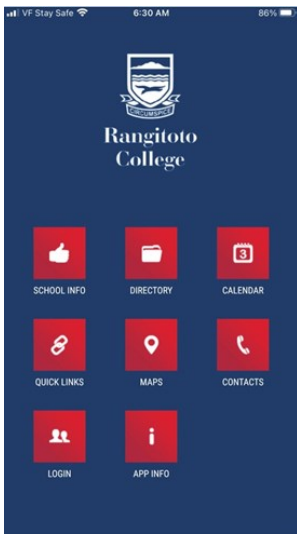 VF Stay Safe 6:30 AM 86%
CIRCUMSPICE
Rangitoto
College
3
SCHOOL INFO DIRECTORY CALENDAR
QUICK LINKS MAPS CONTACTS
LOGIN APP INFO